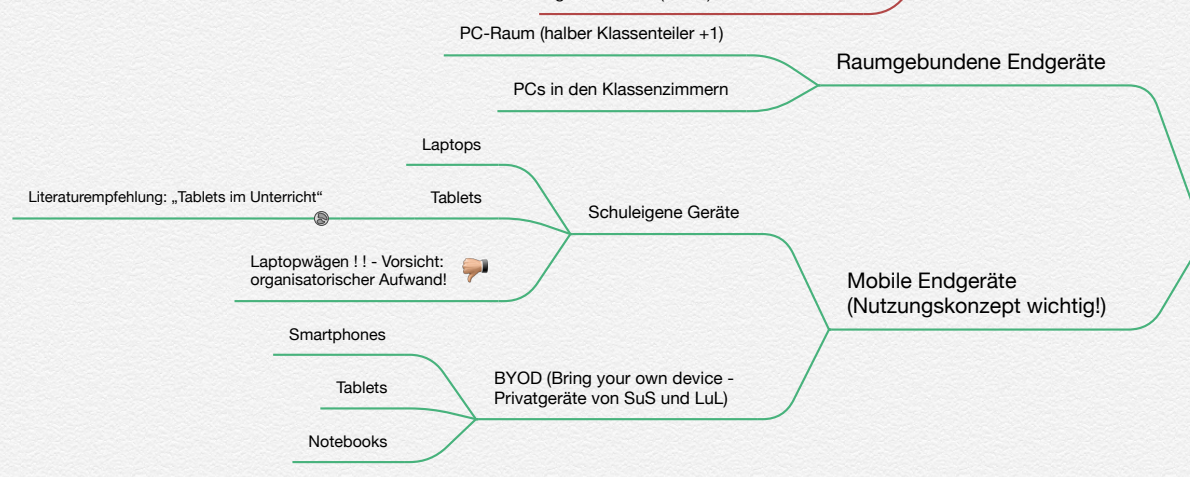 PC-Raum (halber Klassenteiler +1)
Raumgebundene Endgeräte
PCs in den Klassenzimmern
Laptops
Literaturempfehlung: „Tablets im Unterricht“
Tablets
Schuleigene Geräte
Laptopwägen ! ! - Vorsicht:
organisatorischer Aufwand!
Mobile Endgeräte
(Nutzungskonzept wichtig!)
Smartphones
Tablets
BYOD (Bring your own device -
Privatgeräte von SuS und LuL)
Notebooks